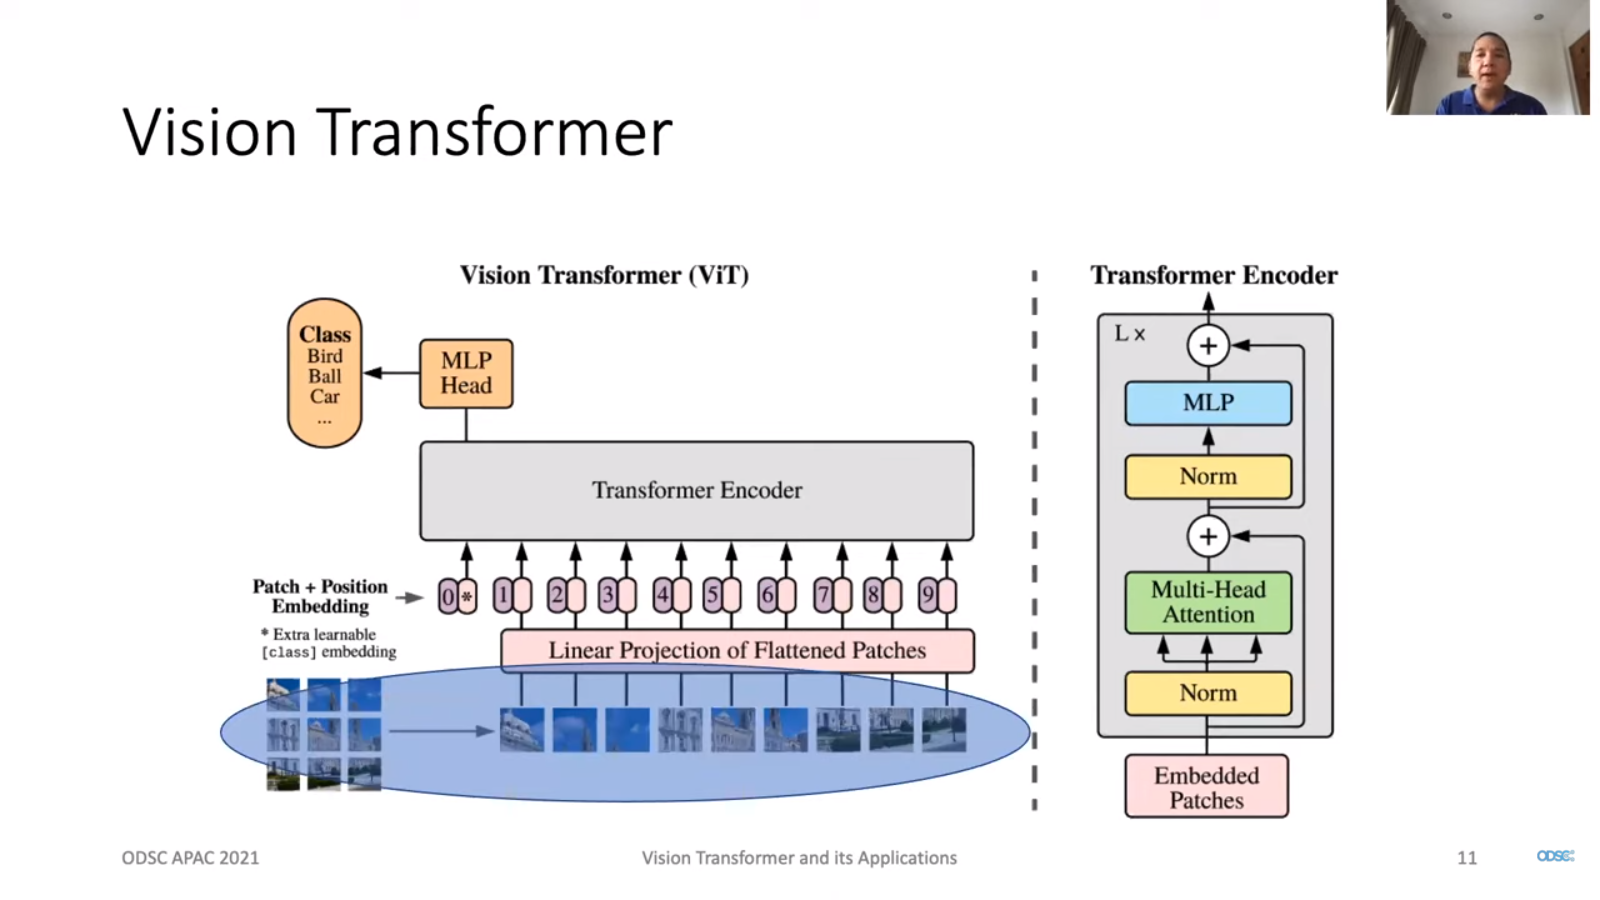 Vision Transformer
Vision Transformer (ViT)
Class
Bird
Ball
Car
...
MLP
Head
Transformer Encoder
Patch + Position
Embedding
* Extra learnable
[class] embedding
0 * 1 2 3 4 5 6 7 8 9
Linear Projection of Flattened Patches
Transformer Encoder
L x
+
MLP
Norm
+
Multi-Head
Attention
Norm
Embedded
Patches
ODSC APAC 2021
Vision Transformer and its Applications
11
ODSC